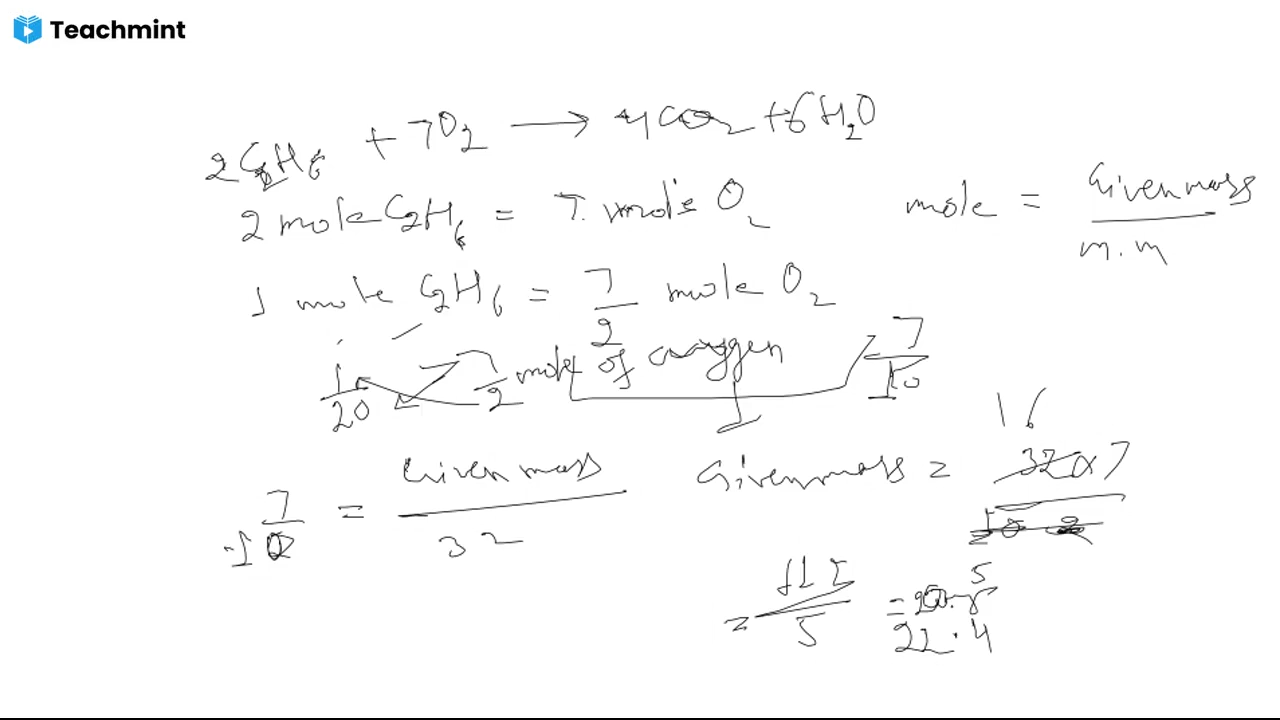 Teachmint
2C2H6 + 7O2 → 4CO2 + 6H2O
2 mole C2H6 = 7 mole O2
mole = Given mass / m.m
1 mole C2H6 = 7/2 mole O2
1/20 7/2 mole of oxygen 7/10
7/10 = Given mass / 32
Given mass = 32 x 7 / 10
16
= 112 / 5 =
5
22.4